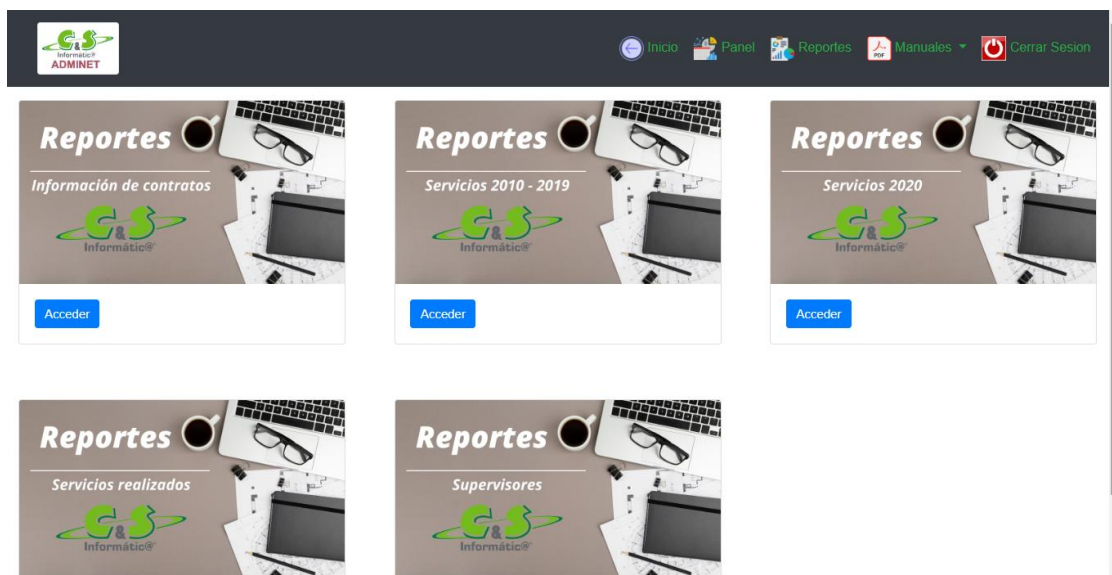 C&S
Informátic@
ADMINET
Inicio
Panel
Reportes
PDF
Manuales
Cerrar Sesion
Reportes
Información de contratos
C&S
Informátic@
Acceder
Reportes
Servicios 2010 - 2019
C&S
Informátic@
Acceder
Reportes
Servicios 2020
C&S
Informátic@
Acceder
Reportes
Servicios realizados
C&S
Informátic@
Reportes
Supervisores
C&S
Informátic@